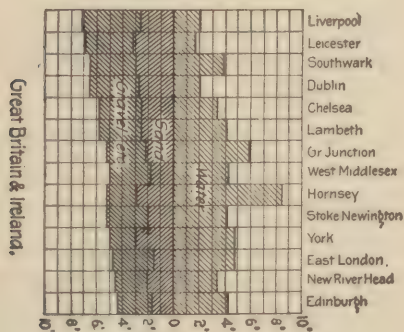 Liverpool
Leicester
Southwark
Dublin
Chelsea
Lambeth
Gr Junction
West Middlesex
Hornsey
Stoke Newington
York
East London.
New River Head
Edinburgh
Gravel etc
Sand
Water
10' 8' 6' 4' 2' 0 2' 4' 6' 8' 10'
Great Britain & Ireland.